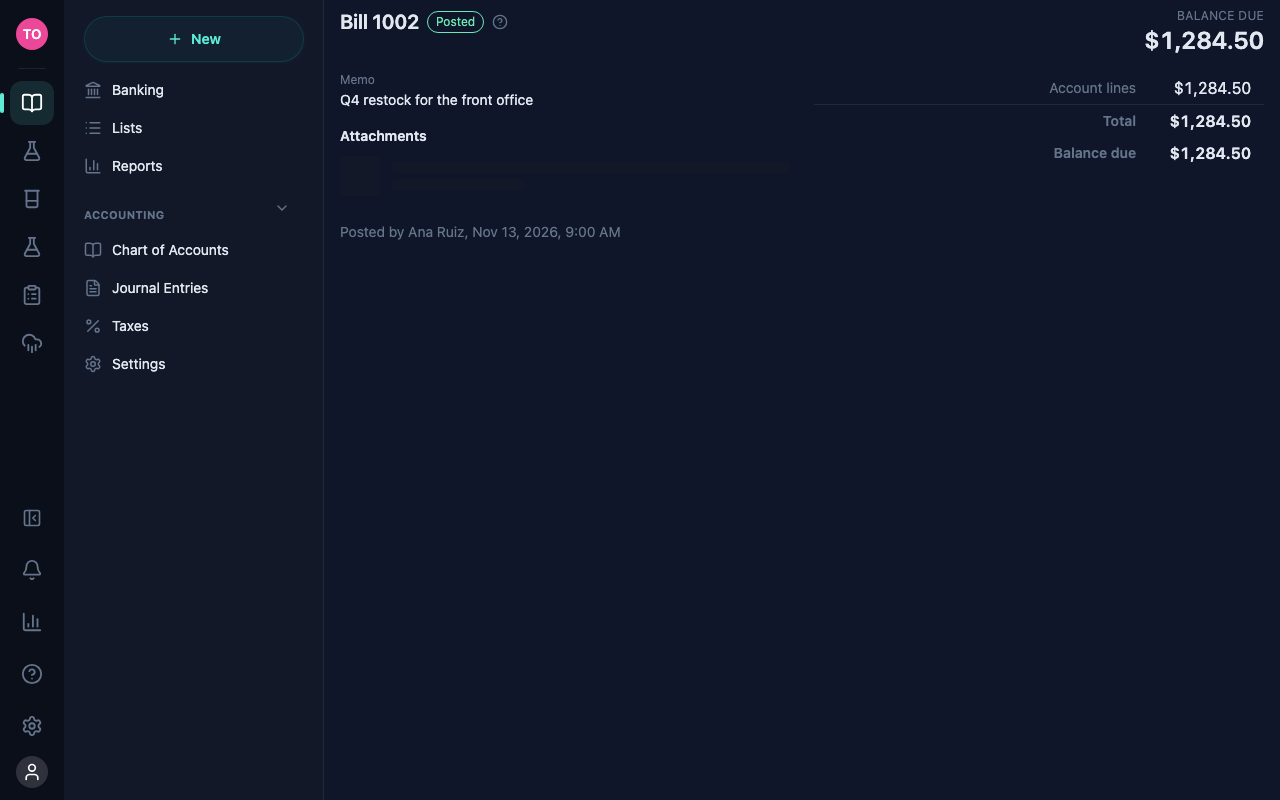 TO
New
Banking
Lists
Reports
ACCOUNTING
Chart of Accounts
Journal Entries
Taxes
Settings
Bill 1002 Posted
BALANCE DUE
$1,284.50
Memo
Q4 restock for the front office
Attachments
Account lines $1,284.50
Total $1,284.50
Balance due $1,284.50
Posted by Ana Ruiz, Nov 13, 2026, 9:00 AM